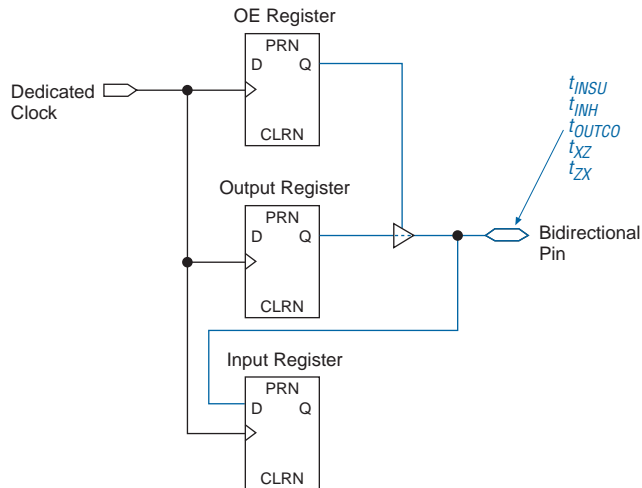 OE Register
PRN
D Q
CLRN
Dedicated
Clock
tINSU
tINH
tOUTCO
tXZ
tZX
Output Register
PRN
D Q
CLRN
Bidirectional
Pin
Input Register
PRN
D Q
CLRN